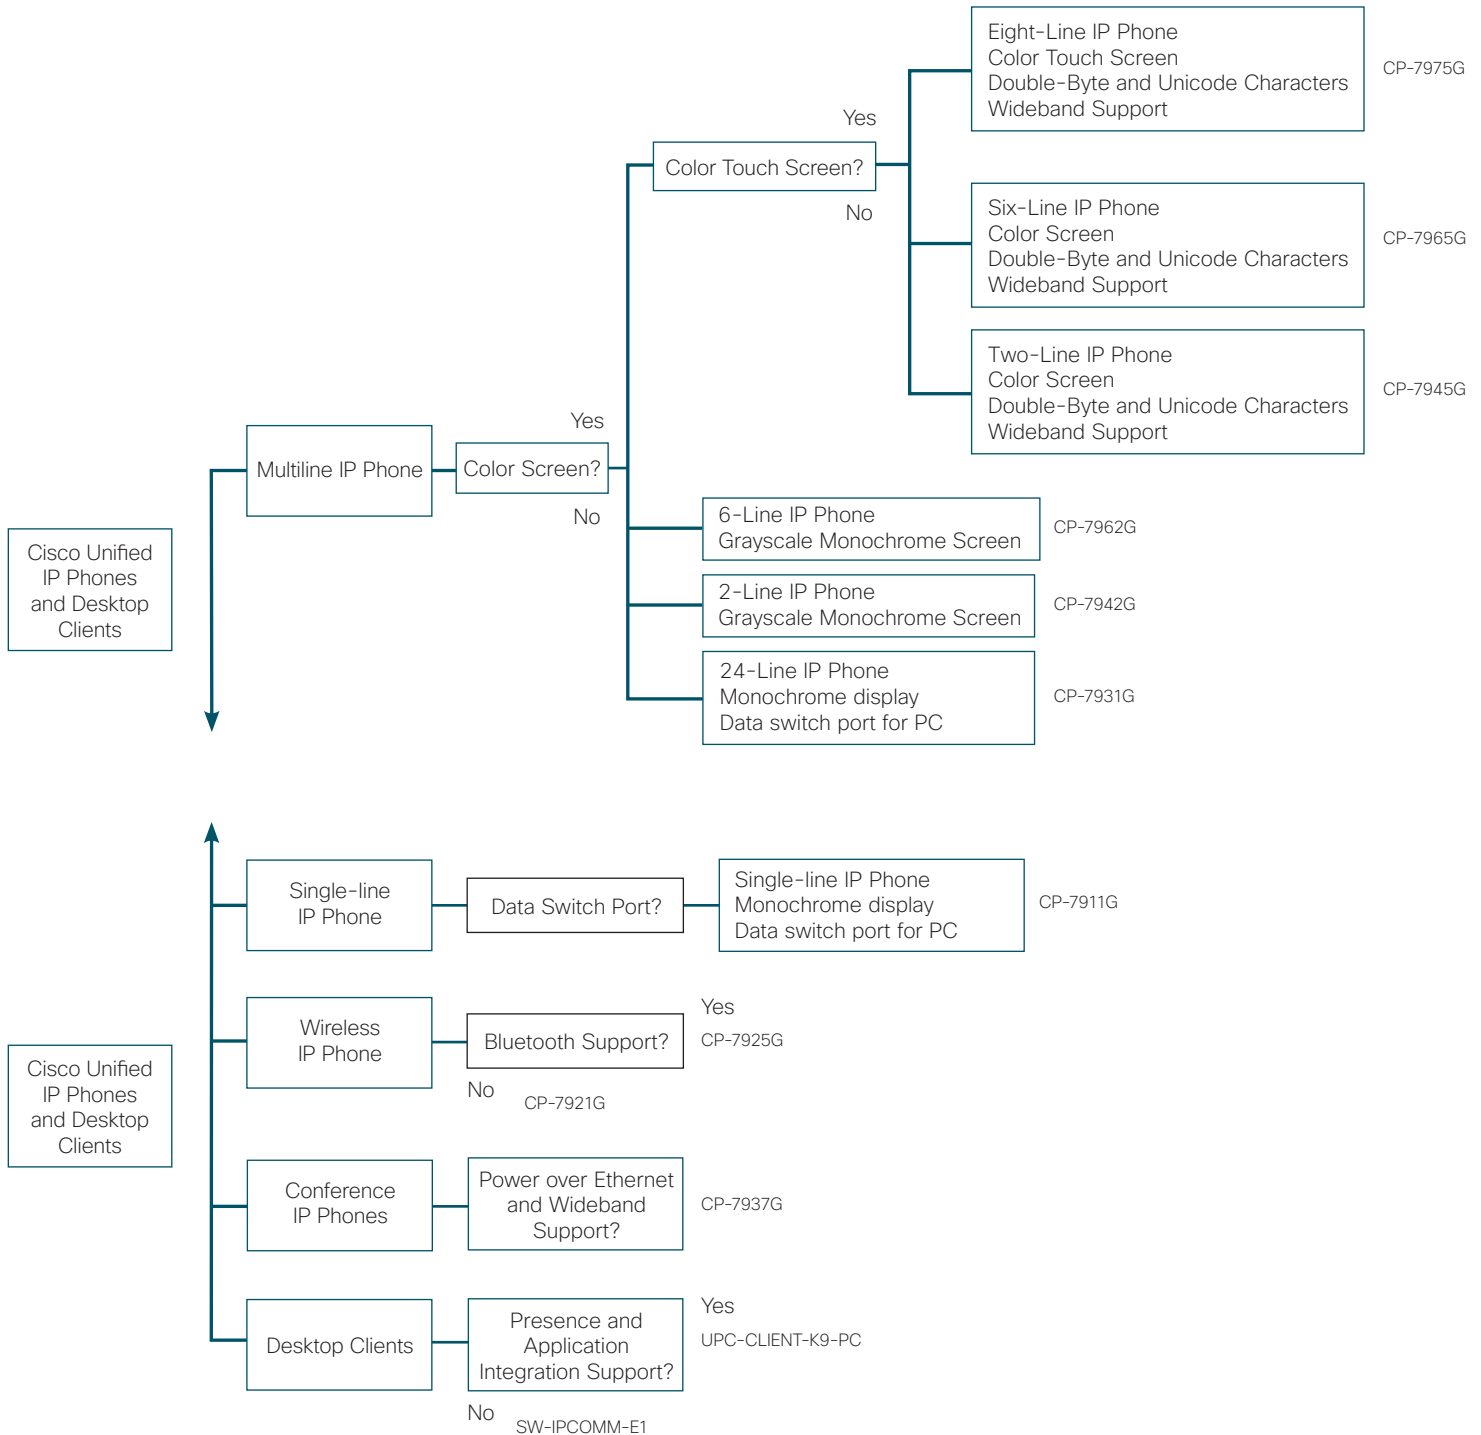 Eight-Line IP Phone
Color Touch Screen
Double-Byte and Unicode Characters
Wideband Support
CP-7975G
Yes
Color Touch Screen?
No
Six-Line IP Phone
Color Screen
Double-Byte and Unicode Characters
Wideband Support
CP-7965G
Two-Line IP Phone
Color Screen
Double-Byte and Unicode Characters
Wideband Support
CP-7945G
Yes
Multiline IP Phone
Color Screen?
No
6-Line IP Phone
Grayscale Monochrome Screen
CP-7962G
Cisco Unified
IP Phones
and Desktop
Clients
2-Line IP Phone
Grayscale Monochrome Screen
CP-7942G
24-Line IP Phone
Monochrome display
Data switch port for PC
CP-7931G
Single-line
IP Phone
Data Switch Port?
Single-line IP Phone
Monochrome display
Data switch port for PC
CP-7911G
Wireless
IP Phone
Bluetooth Support?
Yes
CP-7925G
No
CP-7921G
Cisco Unified
IP Phones
and Desktop
Clients
Conference
IP Phones
Power over Ethernet
and Wideband
Support?
CP-7937G
Desktop Clients
Presence and
Application
Integration Support?
Yes
UPC-CLIENT-K9-PC
No
SW-IPCOMM-E1